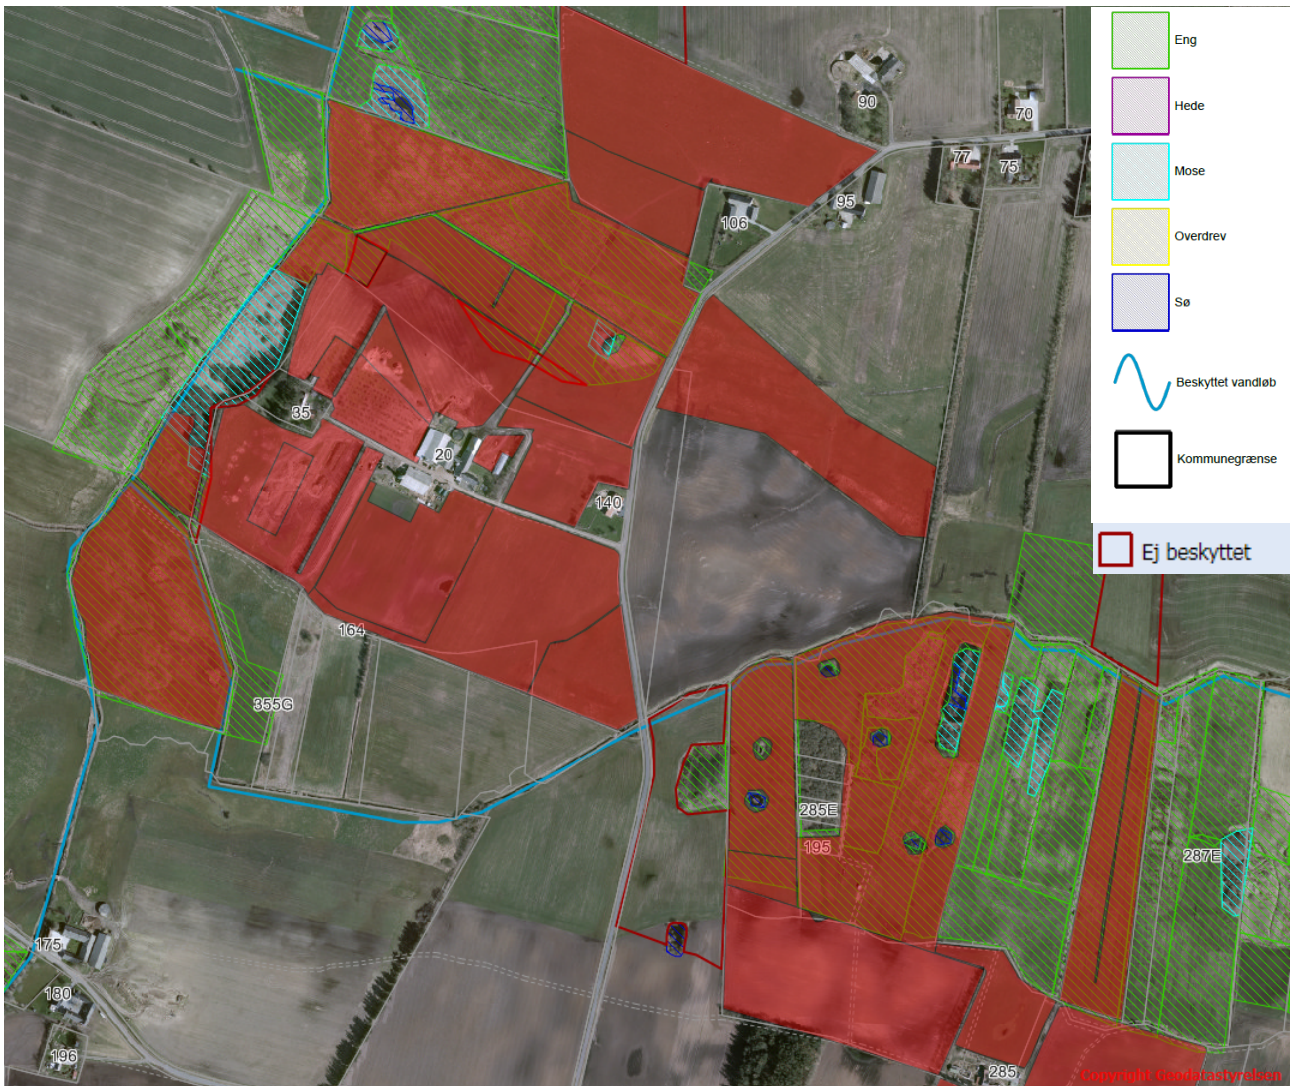 Eng
Hede
Mose
Overdrev
Sø
Beskyttet vandløb
Kommunegrænse
Ej beskyttet
90
70
77
75
95
106
35
20
140
164
355G
285E
195
287E
175
180
196
285
Copyright Geodatastyrelsen